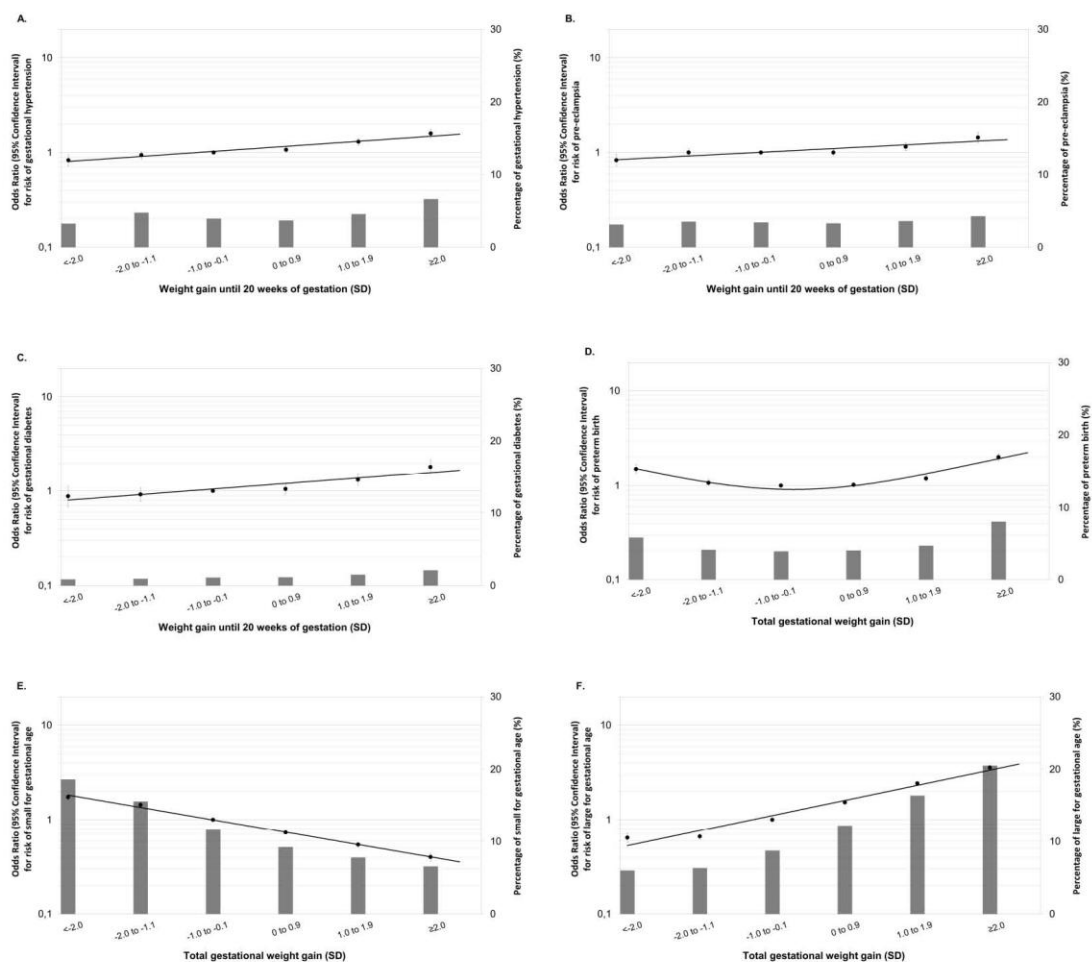 A.
Odds Ratio (95% Confidence Interval)
for risk of gestational hypertension
10
1
0,1
30
20
10
0
Percentage of gestational hypertension (%)
<-2.0
-2.0 to -1.1
-1.0 to -0.1
0 to 0.9
1.0 to 1.9
≥2.0
Weight gain until 20 weeks of gestation (SD)
B.
Odds Ratio (95% Confidence Interval)
for risk of pre-eclampsia
10
1
0,1
30
20
10
0
Percentage of pre-eclampsia (%)
<-2.0
-2.0 to -1.1
-1.0 to -0.1
0 to 0.9
1.0 to 1.9
≥2.0
Weight gain until 20 weeks of gestation (SD)
C.
Odds Ratio (95% Confidence Interval)
for risk of gestational diabetes
10
1
0,1
30
20
10
0
Percentage of gestational diabetes (%)
<-2.0
-2.0 to -1.1
-1.0 to -0.1
0 to 0.9
1.0 to 1.9
≥2.0
Weight gain until 20 weeks of gestation (SD)
D.
Odds Ratio (95% Confidence Interval)
for risk of preterm birth
10
1
0,1
30
20
10
0
Percentage of preterm birth (%)
<-2.0
-2.0 to -1.1
-1.0 to -0.1
0 to 0.9
1.0 to 1.9
≥2.0
Total gestational weight gain (SD)
E.
Odds Ratio (95% Confidence Interval)
for risk of small for gestational age
10
1
0,1
30
20
10
0
Percentage of small for gestational age (%)
<-2.0
-2.0 to -1.1
-1.0 to -0.1
0 to 0.9
1.0 to 1.9
≥2.0
Total gestational weight gain (SD)
F.
Odds Ratio (95% Confidence Interval)
for risk of large for gestational age
10
1
0,1
30
20
10
0
Percentage of large for gestational age (%)
<-2.0
-2.0 to -1.1
-1.0 to -0.1
0 to 0.9
1.0 to 1.9
≥2.0
Total gestational weight gain (SD)